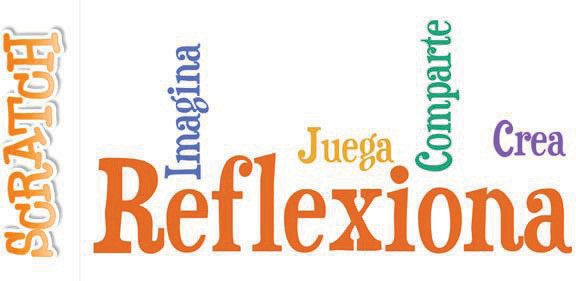 SCRATCH
Imagina
Juega
Comparte
Crea
Reflexiona